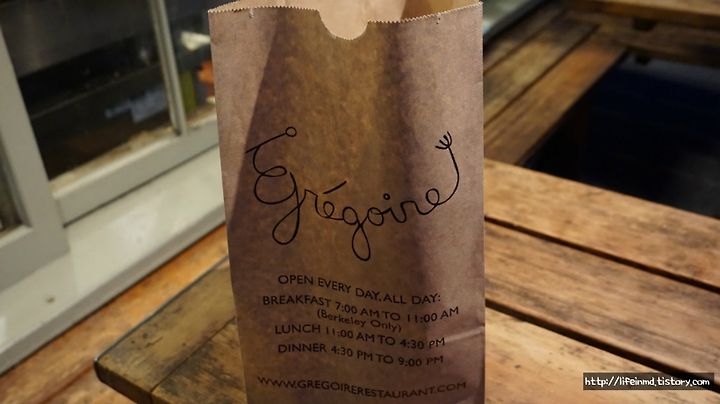 Grégoire
OPEN EVERY DAY, ALL DAY:
BREAKFAST 7:00 AM TO 11:00 AM
(Berkeley Only)
LUNCH 11:00 AM TO 4:30 PM
DINNER 4:30 PM TO 9:00 PM
WWW.GREGOIRERESTAURANT.COM
http://lifeinmd.tistory.com